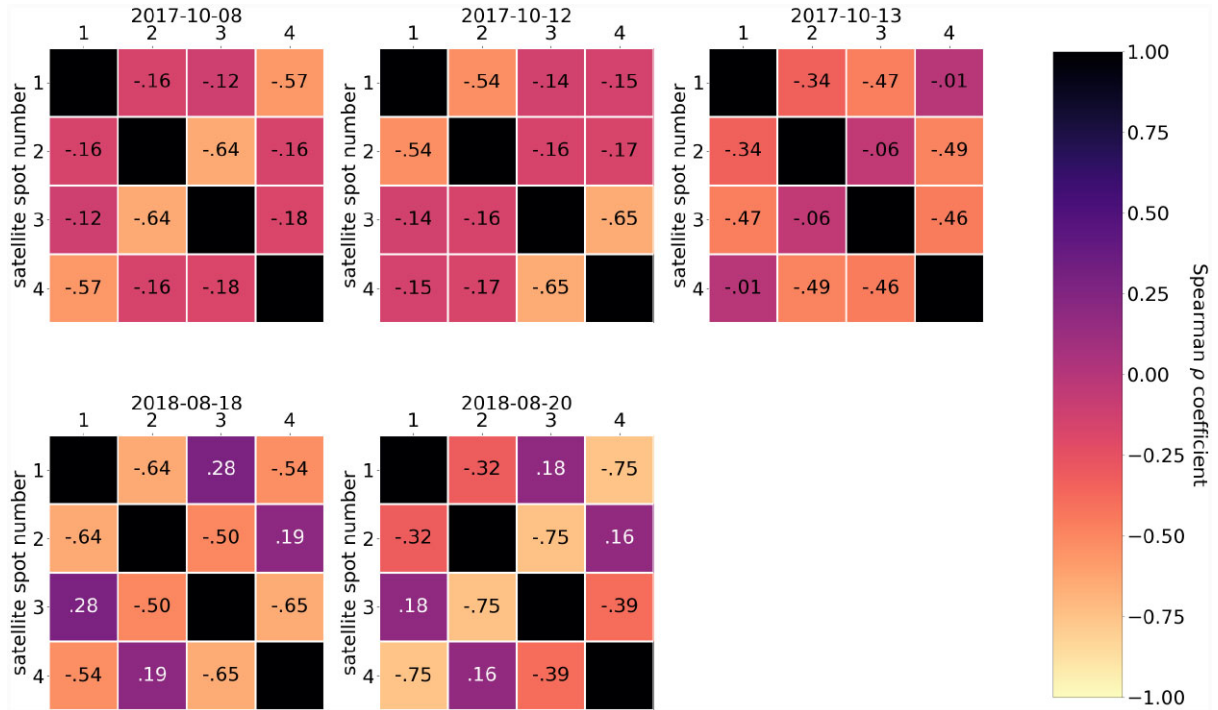 2017-10-08
1 2 3 4
satellite spot number
1 -.16 -.12 -.57
2 -.16 -.64 -.16
3 -.12 -.64 -.18
4 -.57 -.16 -.18
2017-10-12
1 2 3 4
satellite spot number
1 -.54 -.14 -.15
2 -.54 -.16 -.17
3 -.14 -.16 -.65
4 -.15 -.17 -.65
2017-10-13
1 2 3 4
satellite spot number
1 -.34 -.47 -.01
2 -.34 -.06 -.49
3 -.47 -.06 -.46
4 -.01 -.49 -.46
2018-08-18
1 2 3 4
satellite spot number
1 -.64 .28 -.54
2 -.64 -.50 .19
3 .28 -.50 -.65
4 -.54 .19 -.65
2018-08-20
1 2 3 4
satellite spot number
1 -.32 .18 -.75
2 -.32 -.75 .16
3 .18 -.75 -.39
4 -.75 .16 -.39
1.00
0.75
0.50
0.25
0.00
−0.25
−0.50
−0.75
−1.00
Spearman ρ coefficient